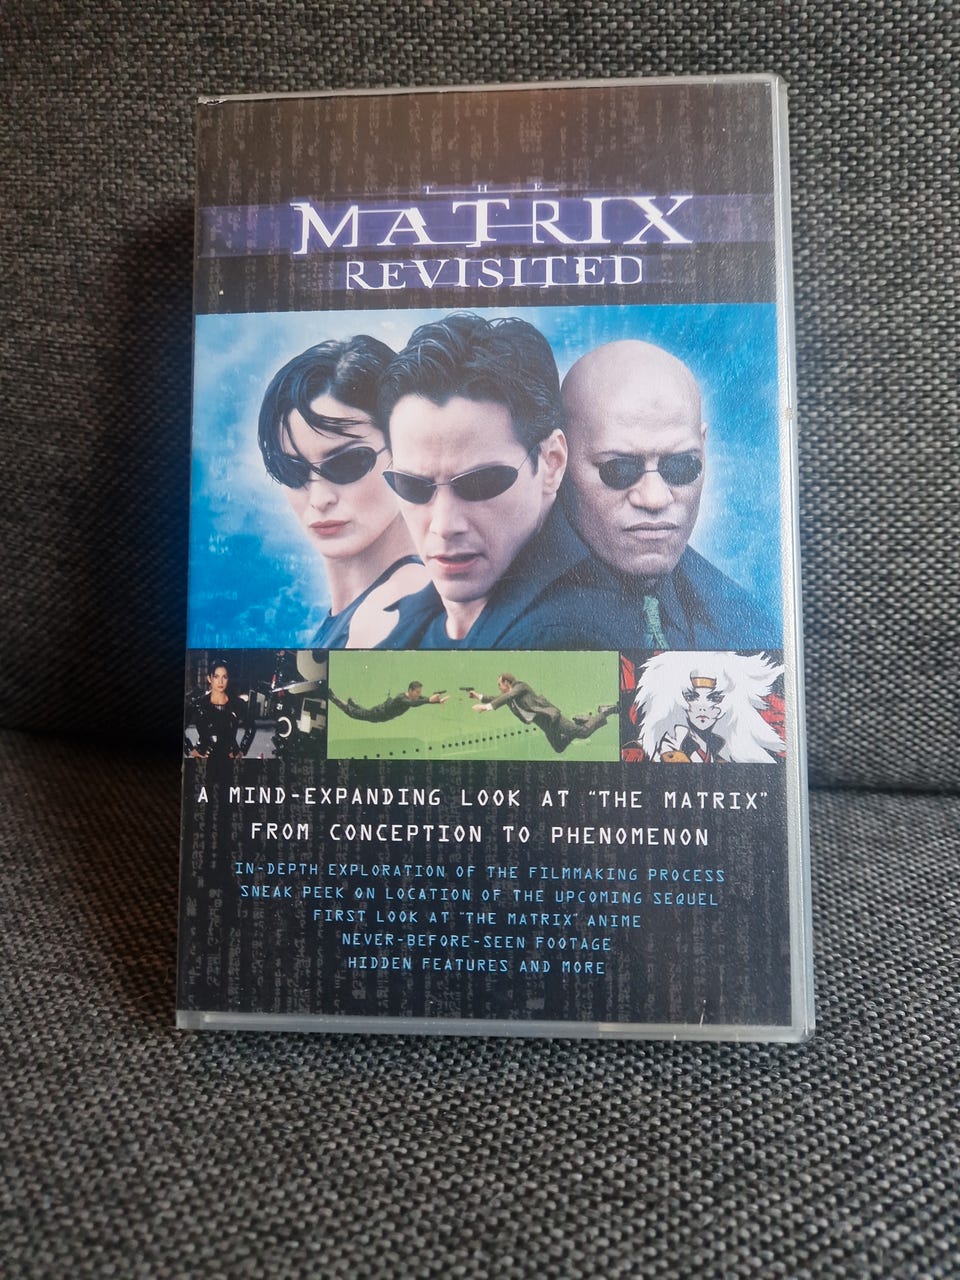 THE
MATRIX
REVISITED
A MIND-EXPANDING LOOK AT "THE MATRIX"
FROM CONCEPTION TO PHENOMENON
IN-DEPTH EXPLORATION OF THE FILMMAKING PROCESS
SNEAK PEEK ON LOCATION OF THE UPCOMING SEQUEL
FIRST LOOK AT "THE MATRIX" ANIME
NEVER-BEFORE-SEEN FOOTAGE
HIDDEN FEATURES AND MORE